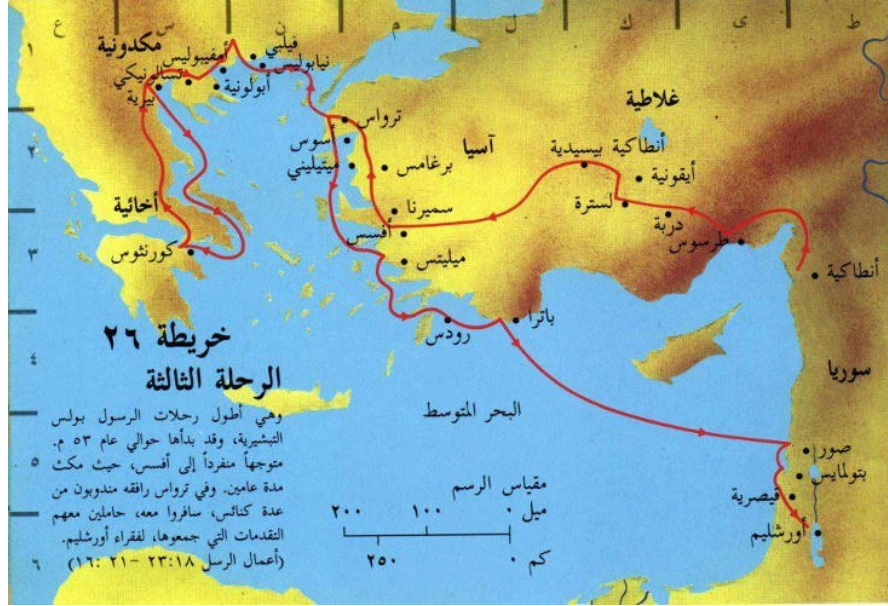 ط
ى
ك
ل
م
ن
س
ع
١
٢
٣
٤
٥
٦
مكدونية
فيلبي
نيابوليس
أمفيبوليس
أبولونية
تسالونيكي
بيرية
ترواس
أسوس
ميتيليني
برغامس
آسيا
غلاطية
أنطاكية بيسيدية
أيقونية
لسترة
دربة
طرسوس
أنطاكية
سميرنا
أفسس
ميليتس
أخائية
كورنثوس
رودس
باترا
سوريا
البحر المتوسط
صور
بتولمايس
قيصرية
أورشليم
خريطة ٢٦
الرحلة الثالثة
وهي أطول رحلات الرسول بولس
التبشيرية، وقد بدأها حوالي عام ٥٣ م.
متوجهاً منفرداً إلى أفسس، حيث مكث
مدة عامين. وفي ترواس رافقه مندوبون من
عدة كنائس، سافروا معه، حاملين معهم
التقدمات التي جمعوها، لفقراء أورشليم.
(أعمال الرسل ٢٣:١٨ – ١٦:٢١)
مقياس الرسم
ميل ٠ ١٠٠ ٢٠٠
كم ٠ ٢٥٠